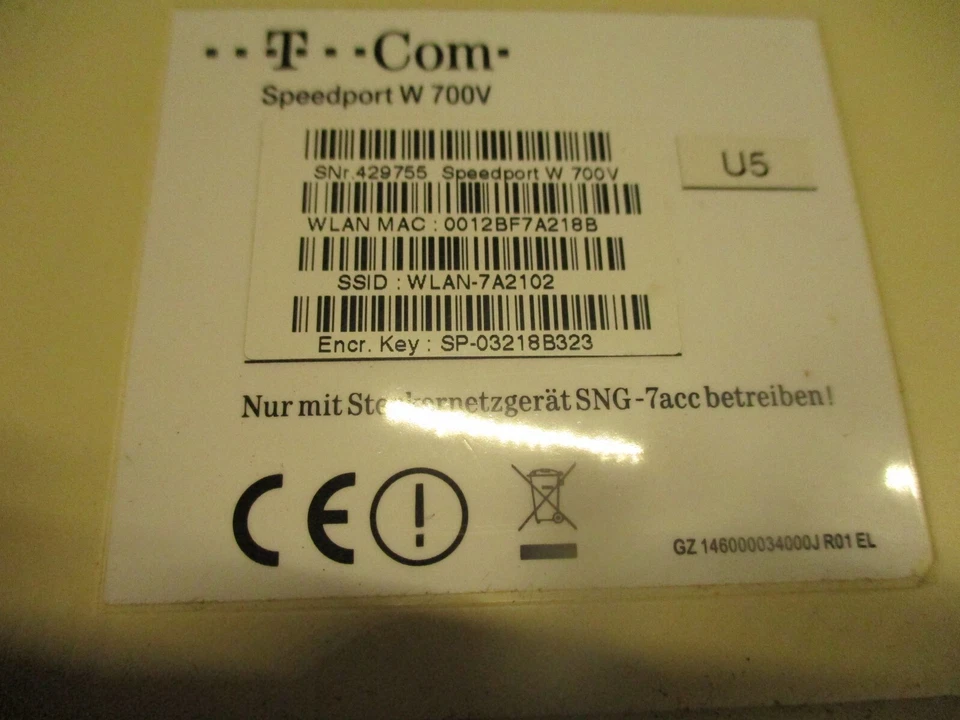 ··T··Com·
Speedport W 700V
U5
SNr.429755 Speedport W 700V
WLAN MAC : 0012BF7A218B
SSID : WLAN-7A2102
Encr. Key : SP-03218B323
Nur mit Steckernetzgerät SNG-7acc betreiben!
CE
GZ 146000034000J R01 EL